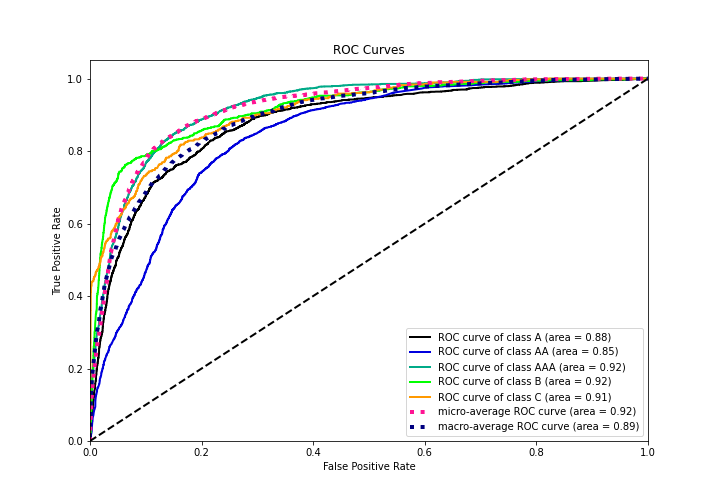 ROC Curves
True Positive Rate
1.0
0.8
0.6
0.4
0.2
0.0
ROC curve of class A (area = 0.88)
ROC curve of class AA (area = 0.85)
ROC curve of class AAA (area = 0.92)
ROC curve of class B (area = 0.92)
ROC curve of class C (area = 0.91)
micro-average ROC curve (area = 0.92)
macro-average ROC curve (area = 0.89)
0.0 0.2 0.4 0.6 0.8 1.0
False Positive Rate